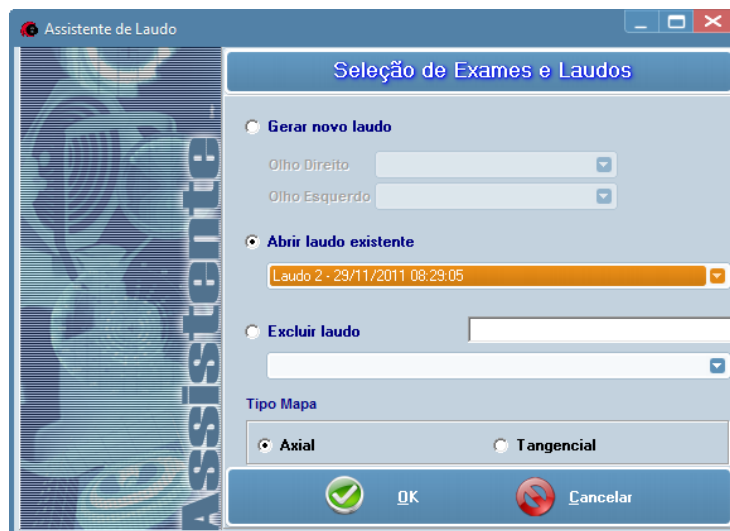 Assistente de Laudo
Assistente
Seleção de Exames e Laudos
Gerar novo laudo
Olho Direito
Olho Esquerdo
Abrir laudo existente
Laudo 2 - 29/11/2011 08:29:05
Excluir laudo
Tipo Mapa
Axial
Tangencial
OK
Cancelar